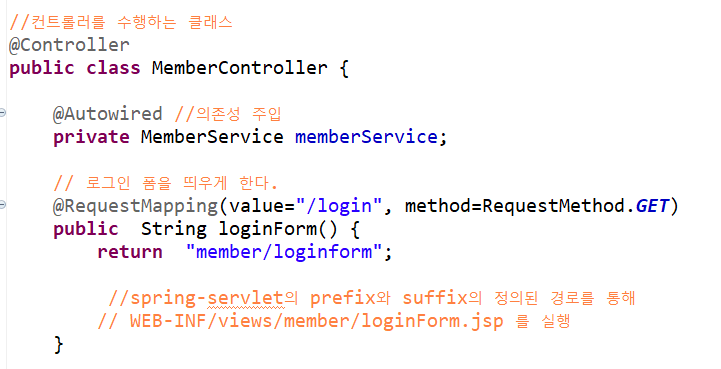 //컨트롤러를 수행하는 클래스
@Controller
public class MemberController {
@Autowired //의존성 주입
private MemberService memberService;
// 로그인 폼을 띄우게 한다.
@RequestMapping(value="/login", method=RequestMethod.GET)
public  String loginForm() {
return  "member/loginform";
//spring-servlet의 prefix와 suffix의 정의된 경로를 통해
// WEB-INF/views/member/loginForm.jsp 를 실행
}